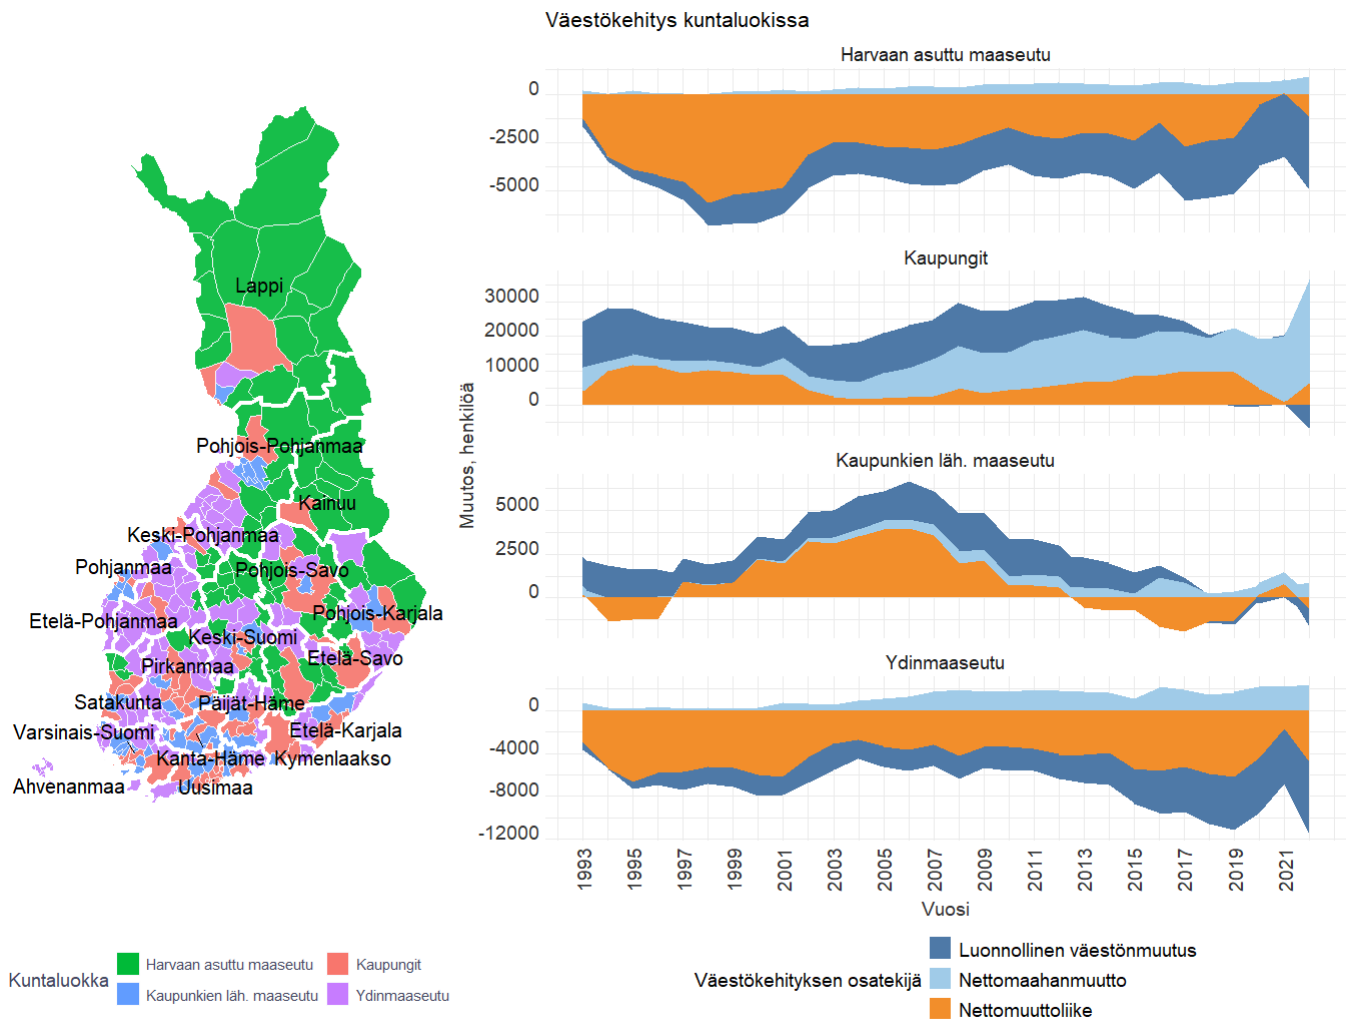 Väestökehitys kuntaluokissa
Harvaan asuttu maaseutu
0
-2500
-5000
Kaupungit
30000
20000
10000
0
Kaupunkien läh. maaseutu
5000
2500
0
Ydinmaaseutu
0
-4000
-8000
-12000
Muutos, henkilöä
1993
1995
1997
1999
2001
2003
2005
2007
2009
2011
2013
2015
2017
2019
2021
Vuosi
Lappi
Pohjois-Pohjanmaa
Kainuu
Keski-Pohjanmaa
Pohjanmaa
Pohjois-Savo
Etelä-Pohjanmaa
Pohjois-Karjala
Keski-Suomi
Pirkanmaa
Etelä-Savo
Satakunta
Päijät-Häme
Varsinais-Suomi
Etelä-Karjala
Kanta-Häme
Kymenlaakso
Ahvenanmaa
Uusimaa
Kuntaluokka
Harvaan asuttu maaseutu
Kaupungit
Kaupunkien läh. maaseutu
Ydinmaaseutu
Väestökehityksen osatekijä
Luonnollinen väestönmuutus
Nettomaahanmuutto
Nettomuuttoliike